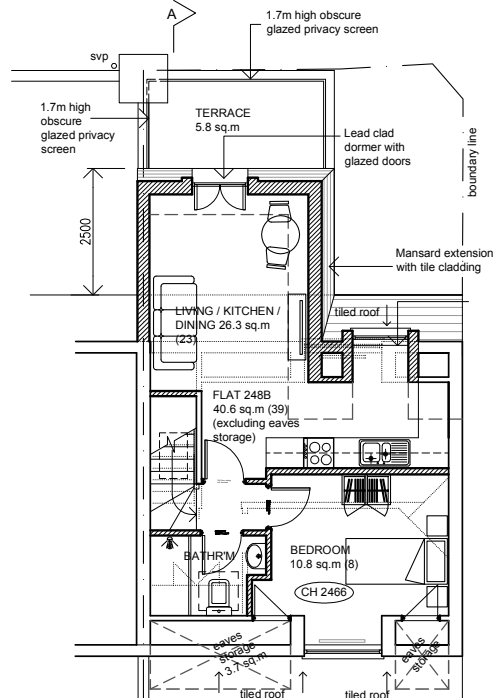 A
1.7m high obscure
glazed privacy screen
svp
1.7m high
obscure
glazed privacy
screen
TERRACE
5.8 sq.m
Lead clad
dormer with
glazed doors
boundary line
2500
Mansard extension
with tile cladding
LIVING / KITCHEN /
DINING 26.3 sq.m
(23)
tiled roof
FLAT 248B
40.6 sq.m (39)
(excluding eaves
storage)
BATHR'M
BEDROOM
10.8 sq.m (8)
CH 2466
eaves
storage
3.7 sq.m
eaves
storage
tiled roof
tiled roof